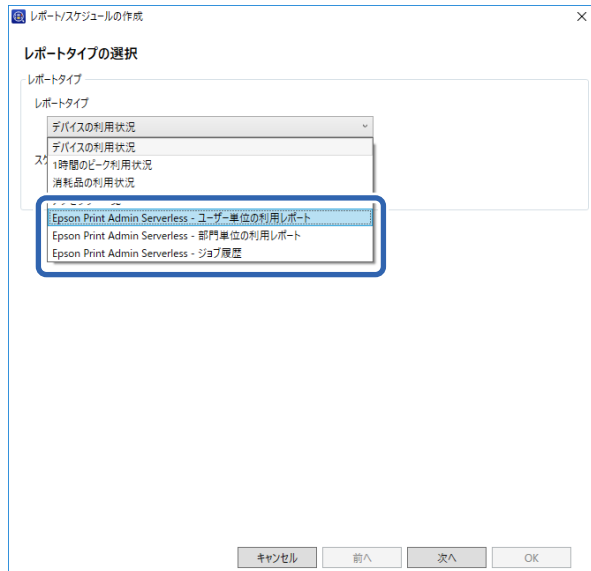 レポート/スケジュールの作成
レポートタイプの選択
レポートタイプ
レポートタイプ
デバイスの利用状況
デバイスの利用状況
1時間のピーク利用状況
消耗品の利用状況
Epson Print Admin Serverless - ユーザー単位の利用レポート
Epson Print Admin Serverless - 部門単位の利用レポート
Epson Print Admin Serverless - ジョブ履歴
キャンセル 前へ 次へ OK